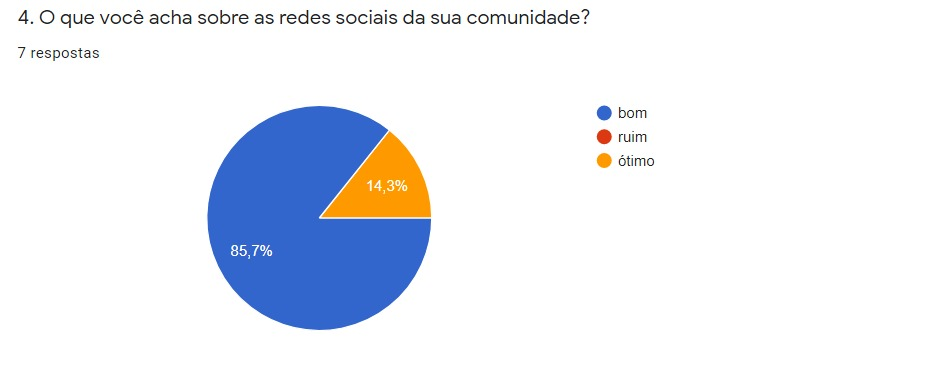 4. O que você acha sobre as redes sociais da sua comunidade?
7 respostas
bom
ruim
ótimo
14,3%
85,7%